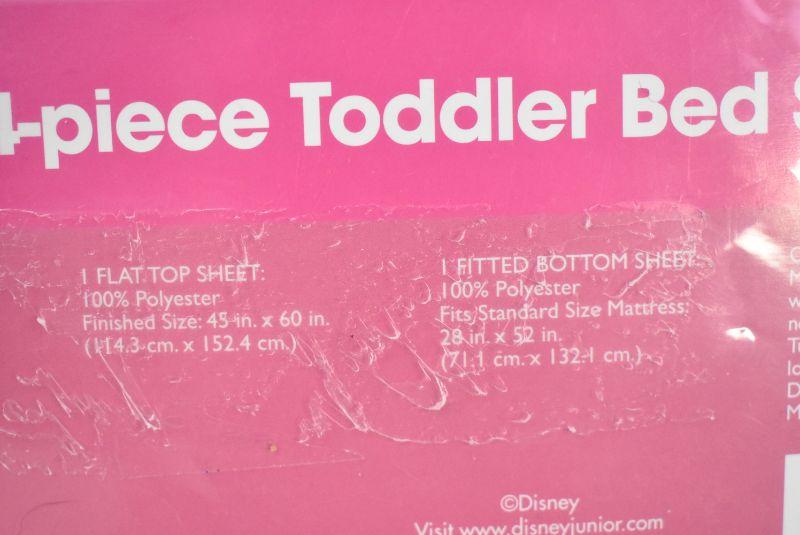 4-piece Toddler Bed S
1 FLAT TOP SHEET:
100% Polyester
Finished Size: 45 in. x 60 in.
(114.3 cm. x 152.4 cm.)
1 FITTED BOTTOM SHEET:
100% Polyester
Fits Standard Size Mattress:
28 in. x 52 in.
(71.1 cm. x 132.1 cm.)
©Disney
Visit www.disneyjunior.com